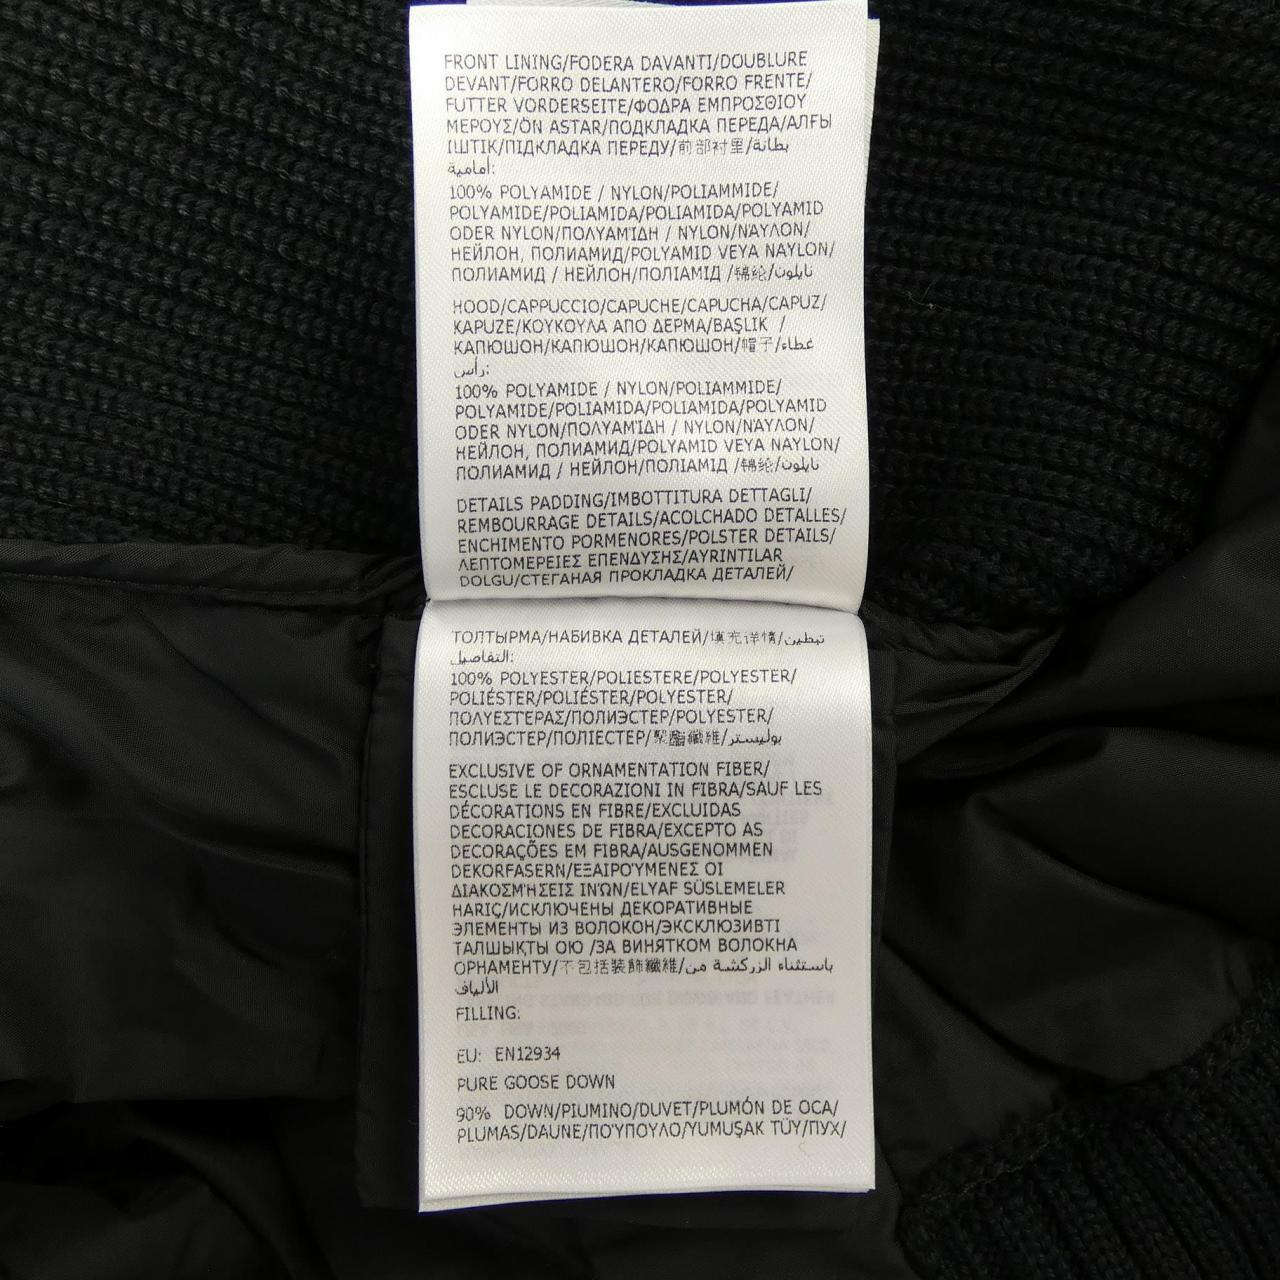 FRONT LINING/FODERA DAVANTI/DOUBLURE
DEVANT/FORRO DELANTERO/FORRO FRENTE/
FUTTER VORDERSEITE/ΦΟΔΡΑ ΕΜΠΡΟΣΘΙΟΥ
ΜΕΡΟΥΣ/ÖN ASTAR/ПОДКЛАДКА ПЕРЕДА/АЛҒЫ
ІШТІК/ПІДКЛАДКА ПЕРЕДУ/前部衬里/بطانة
أمامية:
100% POLYAMIDE / NYLON/POLIAMMIDE/
POLYAMIDE/POLIAMIDA/POLIAMIDA/POLYAMID
ODER NYLON/ΠΟΛΥΑΜΊΔΗ / NYLON/ΝΑΥΛΟΝ/
НЕЙЛОН, ПОЛИАМИД/POLYAMID VEYA NAYLON/
ПОЛИАМИД / НЕЙЛОН/ПОЛІАМІД /锦纶/نايلون
HOOD/CAPPUCCIO/CAPUCHE/CAPUCHA/CAPUZ/
KAPUZE/ΚΟΥΚΟΥΛΑ ΑΠΟ ΔΕΡΜΑ/BAŞLIK /
КАПЮШОН/КАПЮШОН/КАПЮШОН/帽子/غطاء
رأس:
100% POLYAMIDE / NYLON/POLIAMMIDE/
POLYAMIDE/POLIAMIDA/POLIAMIDA/POLYAMID
ODER NYLON/ΠΟΛΥΑΜΊΔΗ / NYLON/ΝΑΥΛΟΝ/
НЕЙЛОН, ПОЛИАМИД/POLYAMID VEYA NAYLON/
ПОЛИАМИД / НЕЙЛОН/ПОЛІАМІД /锦纶/نايلون
DETAILS PADDING/IMBOTTITURA DETTAGLI/
REMBOURRAGE DETAILS/ACOLCHADO DETALLES/
ENCHIMENTO PORMENORES/POLSTER DETAILS/
ΛΕΠΤΟΜΕΡΕΙΕΣ ΕΠΕΝΔΥΣΗΣ/AYRINTILAR
DOLGU/СТЕГАНАЯ ПРОКЛАДКА ДЕТАЛЕЙ/
ТОЛТЫРМА/НАБИВКА ДЕТАЛЕЙ/填充详情/تبطين
التفاصيل:
100% POLYESTER/POLIESTERE/POLYESTER/
POLIÉSTER/POLIÉSTER/POLYESTER/
ΠΟΛΥΕΣΤΕΡΑΣ/ПОЛИЭСТЕР/POLYESTER/
ПОЛИЭСТЕР/ПОЛІЕСТЕР/聚酯纖維/بوليستر
EXCLUSIVE OF ORNAMENTATION FIBER/
ESCLUSE LE DECORAZIONI IN FIBRA/SAUF LES
DÉCORATIONS EN FIBRE/EXCLUIDAS
DECORACIONES DE FIBRA/EXCEPTO AS
DECORAÇÕES EM FIBRA/AUSGENOMMEN
DEKORFASERN/ΕΞΑΙΡΟΎΜΕΝΕΣ ΟΙ
ΔΙΑΚΟΣΜΉΣΕΙΣ ΙΝΏΝ/ELYAF SÜSLEMELER
HARIÇ/ИСКЛЮЧЕНЫ ДЕКОРАТИВНЫЕ
ЭЛЕМЕНТЫ ИЗ ВОЛОКОН/ЭКСКЛЮЗИВТІ
ТАЛШЫҚТЫ ОЮ /ЗА ВИНЯТКОМ ВОЛОКНА
ОРНАМЕНТУ/不包括裝飾纖維/باستثناء الزركشة من
الألياف
FILLING:
EU: EN12934
PURE GOOSE DOWN
90% DOWN/PIUMINO/DUVET/PLUMÓN DE OCA/
PLUMAS/DAUNE/ΠΟΎΠΟΥΛΟ/YUMUŞAK TÜY/ПУХ/